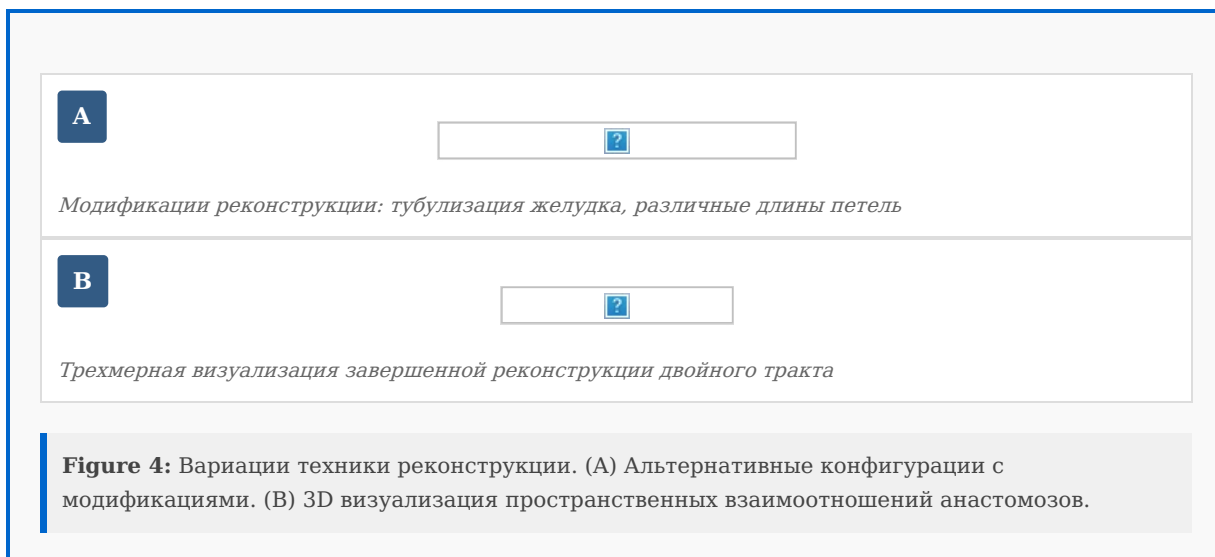 A
Модификации реконструкции: тубулизация желудка, различные длины петель
B
Трехмерная визуализация завершенной реконструкции двойного тракта
Figure 4: Вариации техники реконструкции. (A) Альтернативные конфигурации с
модификациями. (B) 3D визуализация пространственных взаимоотношений анастомозов.